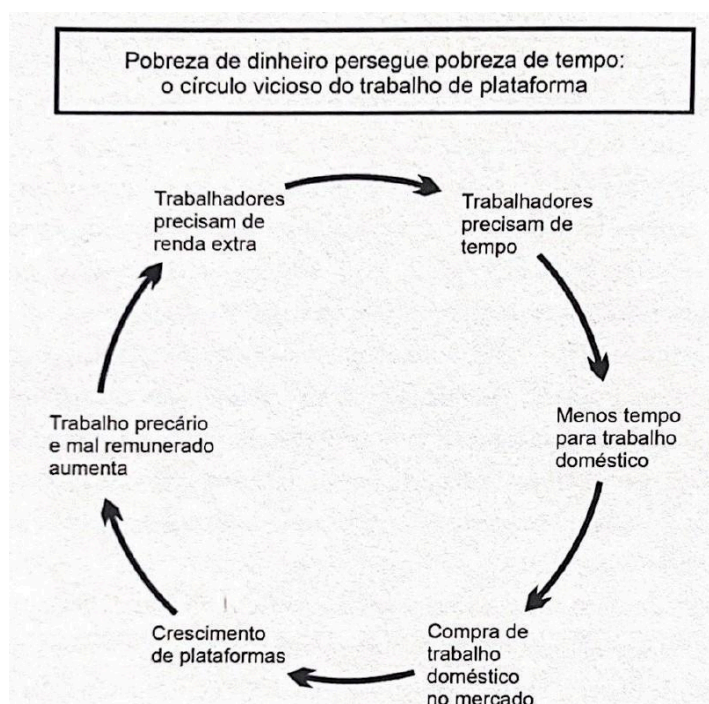 Pobreza de dinheiro persegue pobreza de tempo:
o círculo vicioso do trabalho de plataforma
Trabalhadores
precisam de
renda extra
Trabalhadores
precisam de
tempo
Menos tempo
para trabalho
doméstico
Compra de
trabalho
doméstico
no mercado
Crescimento
de plataformas
Trabalho precário
e mal remunerado
aumenta